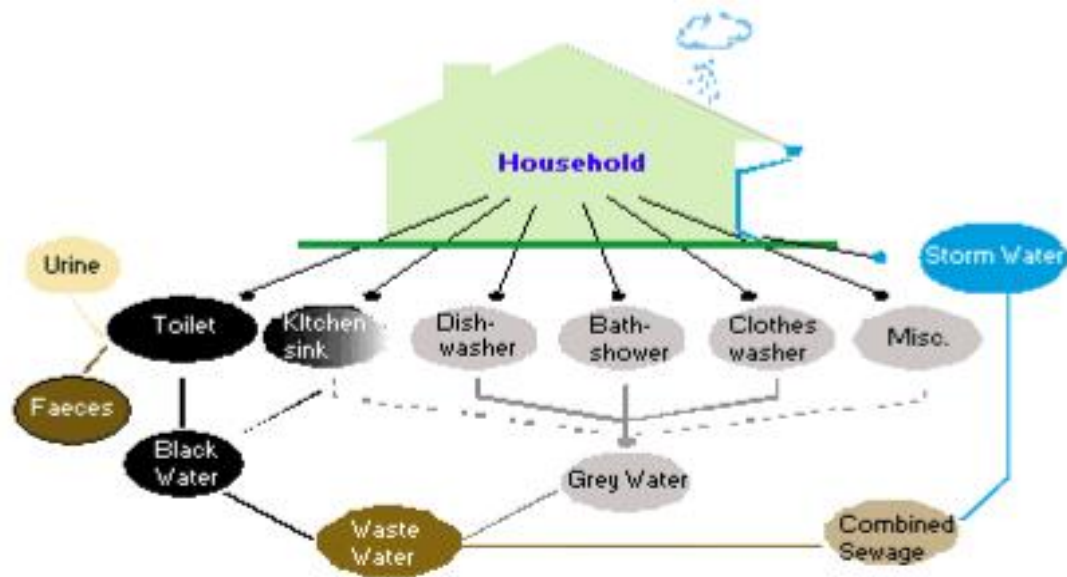 Household
Urine
Storm Water
Toilet
KItchen
sink
Dish-
washer
Bath-
shower
Clothes
washer
Misc.
Faeces
Black
Water
Grey Water
Waste
Water
Combined
Sewage